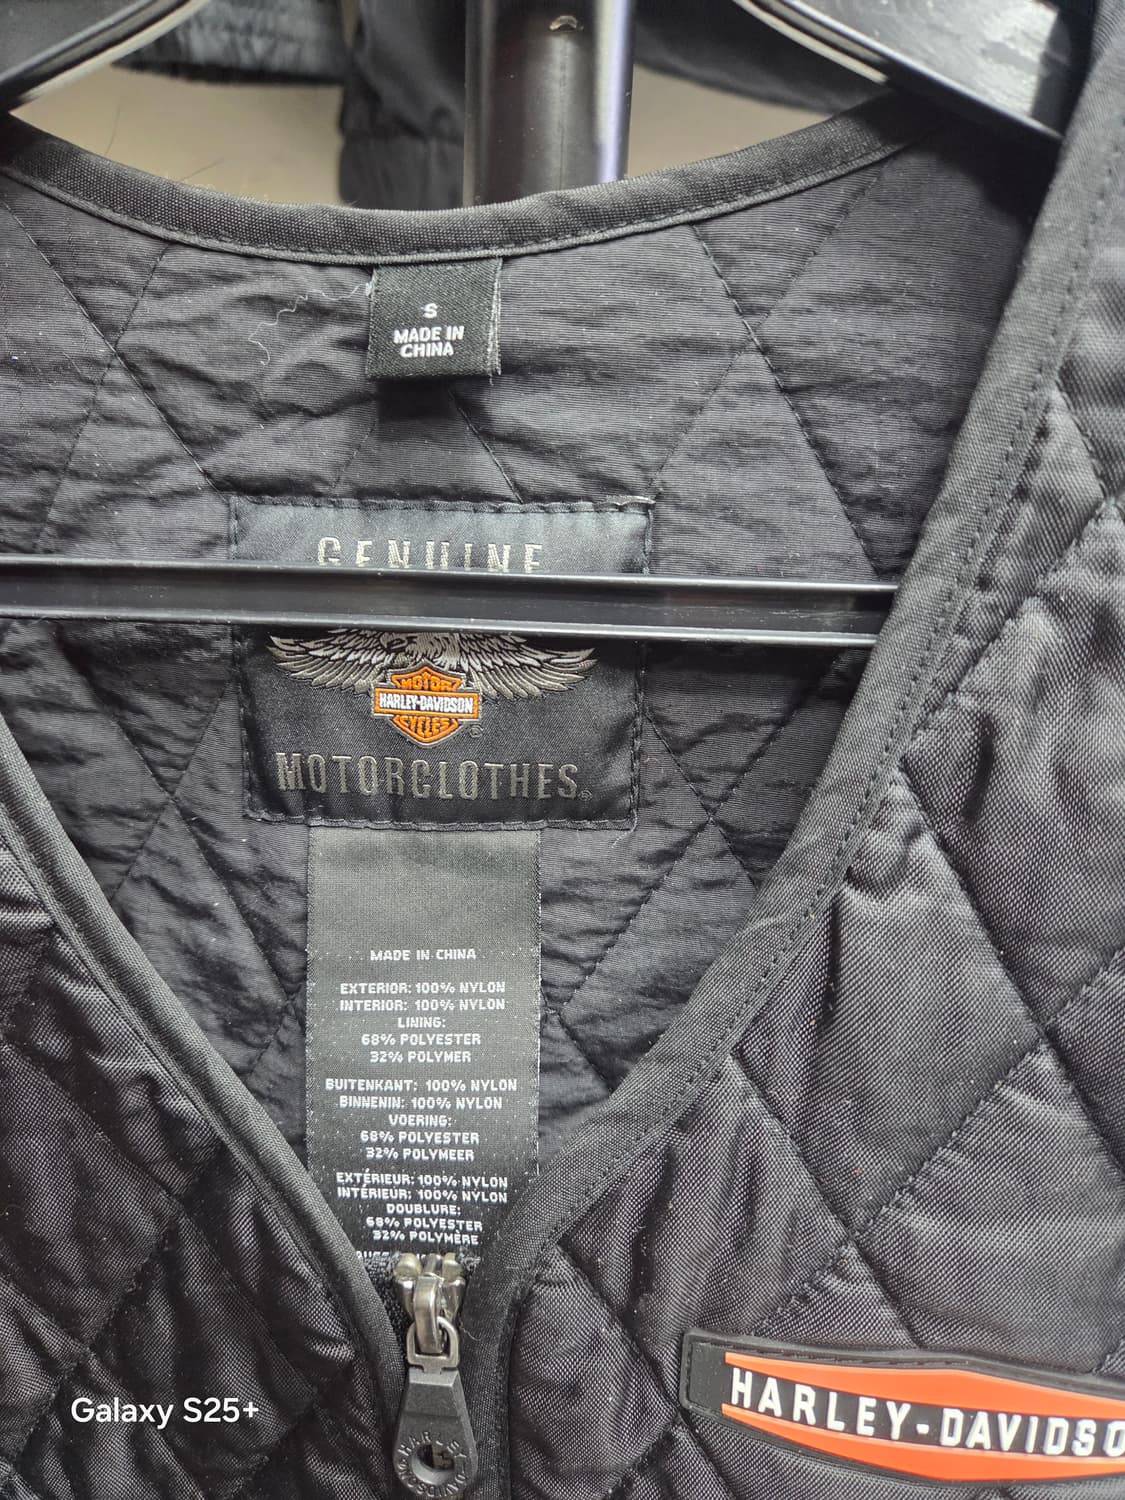 S
MADE IN
CHINA
GENUINE
MOTOR
HARLEY-DAVIDSON
CYCLES
®
MOTORCLOTHES®
MADE IN CHINA
EXTERIOR: 100% NYLON
INTERIOR: 100% NYLON
LINING:
68% POLYESTER
32% POLYMER
BUITENKANT: 100% NYLON
BINNENIN: 100% NYLON
VOERING:
68% POLYESTER
32% POLYMEER
EXTÉRIEUR: 100% NYLON
INTÉRIEUR: 100% NYLON
DOUBLURE:
68% POLYESTER
32% POLYMÈRE
HARLEY-DAVIDSO
HARLEY
DAVIDSON
Galaxy S25+